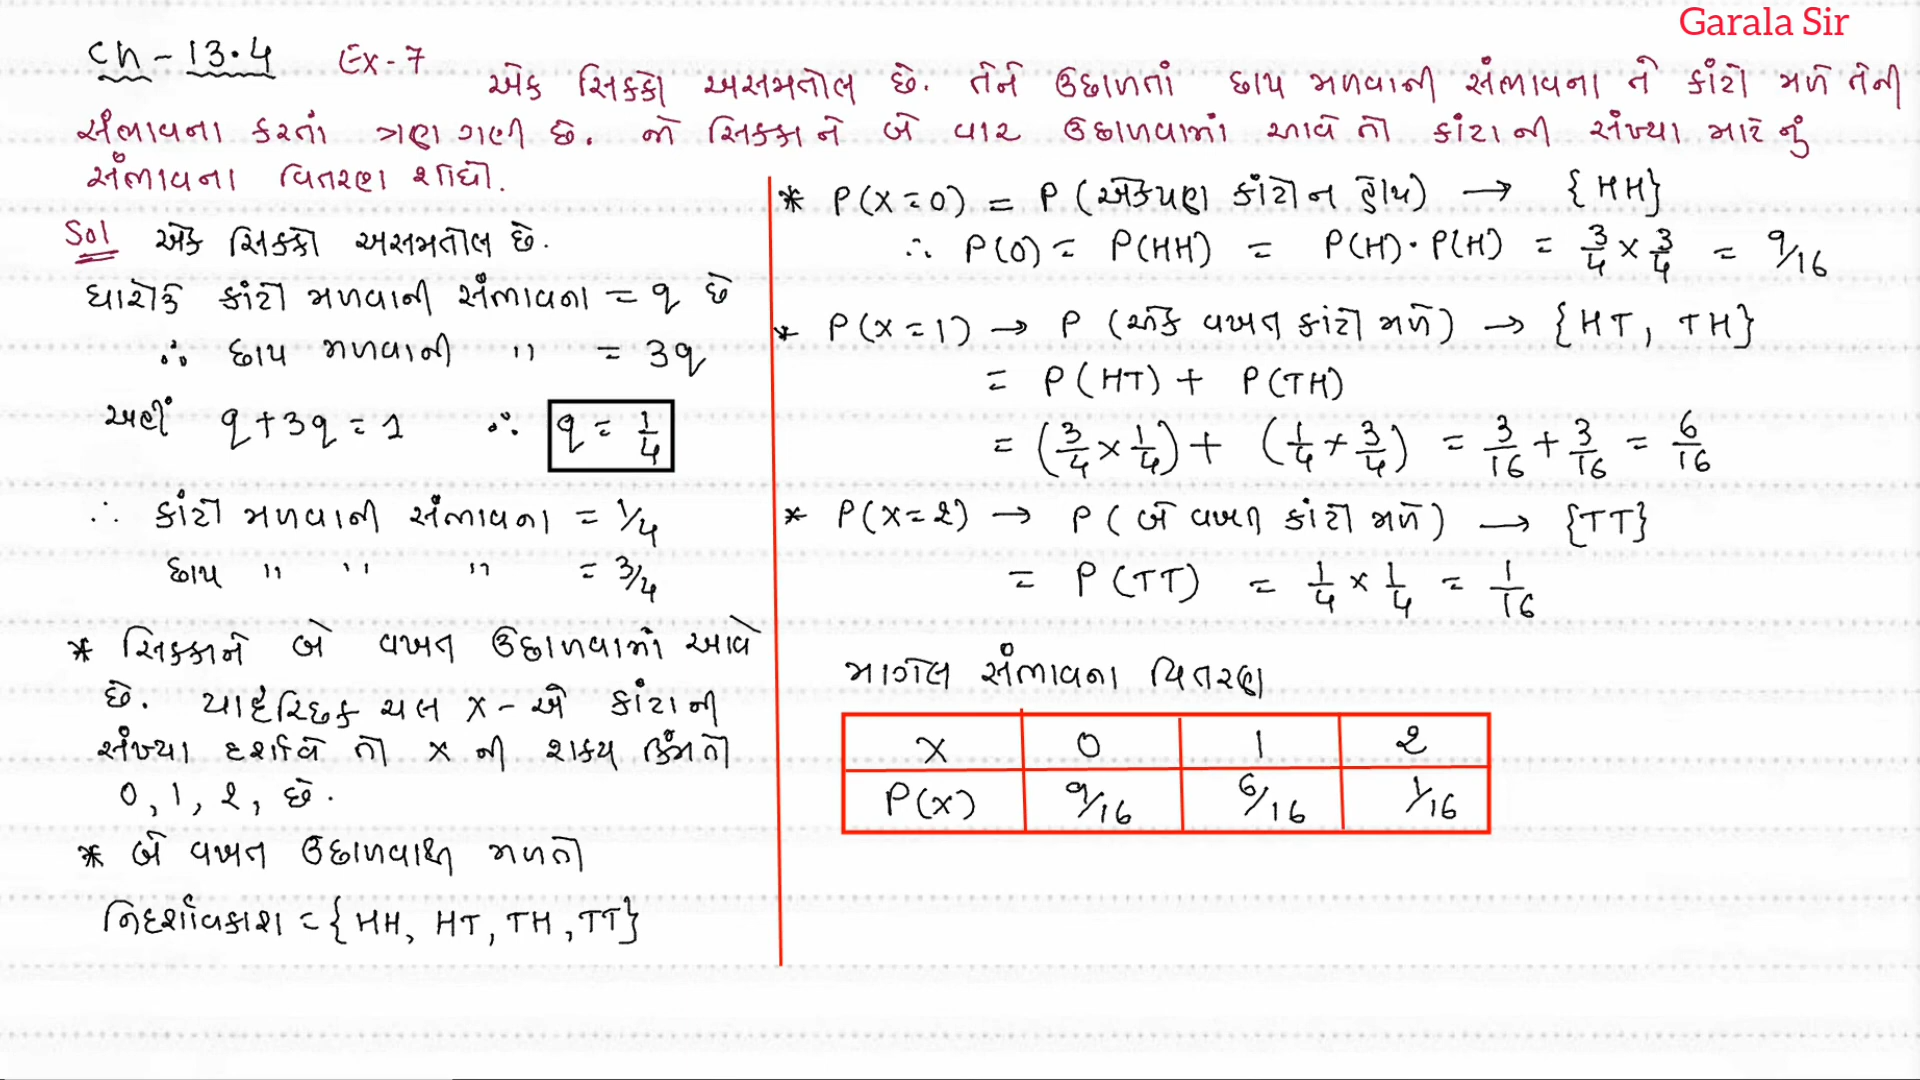 Garala Sir
Ch - 13.4 Ex - 7
એક સિક્કો અસમતોલ છે. તેને ઉછાળતાં છાપ મળવાની સંભાવના તે કાંટો મળે તેની
સંભાવના કરતાં ત્રણ ગણી છે. જો સિક્કાને બે વાર ઉછાળવામાં આવે તો કાંટાની સંખ્યા માટેનું
સંભાવના વિતરણ શોધો.
Sol એક સિક્કો અસમતોલ છે.
ધારોકે કાંટો મળવાની સંભાવના = q છે
∴ છાપ મળવાની " = 3q
અહીં q + 3q = 1 ∴ q = 1/4
∴ કાંટો મળવાની સંભાવના = 1/4
છાપ " " " = 3/4
* સિક્કાને બે વખત ઉછાળવામાં આવે
છે. યાદૈચ્છિક ચલ X - એ કાંટાની
સંખ્યા દર્શાવે તો X ની શક્ય કિંમતો
0, 1, 2, છે.
* બે વખત ઉછાળવાથી મળતો
નિદર્શાવકાશ = {HH, HT, TH, TT}
* P(X = 0) = P (એકપણ કાંટો ન હોય) → {HH}
∴ P(0) = P(HH) = P(H) · P(H) = 3/4 × 3/4 = 9/16
* P(X = 1) → P (એક વખત કાંટો મળે) → {HT, TH}
= P(HT) + P(TH)
= (3/4 × 1/4) + (1/4 × 3/4) = 3/16 + 3/16 = 6/16
* P(X = 2) → P (બે વખત કાંટો મળે) → {TT}
= P(TT) = 1/4 × 1/4 = 1/16
માગેલ સંભાવના વિતરણ
X 0 1 2
P(X) 9/16 6/16 1/16